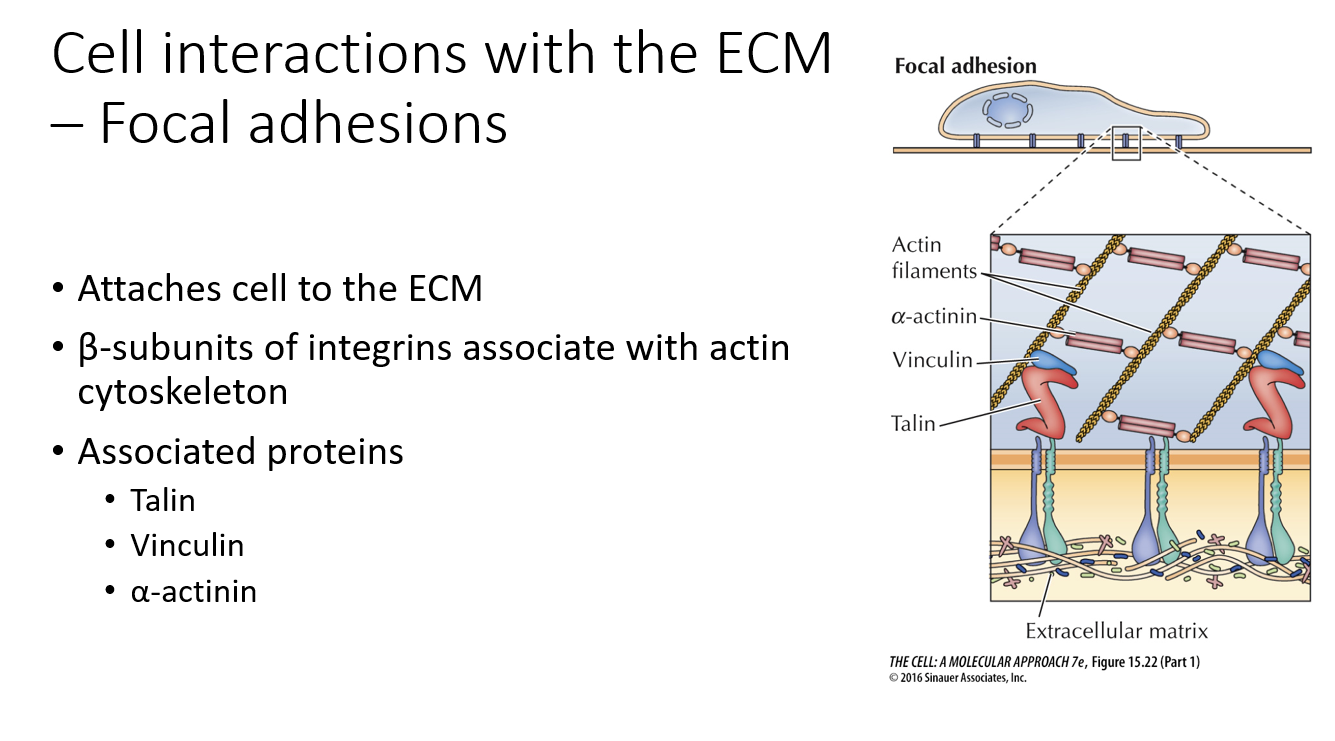 Cell interactions with the ECM
– Focal adhesions
• Attaches cell to the ECM
• β-subunits of integrins associate with actin
cytoskeleton
• Associated proteins
• Talin
• Vinculin
• α-actinin
Focal adhesion
Actin
filaments
α-actinin
Vinculin
Talin
Extracellular matrix
THE CELL: A MOLECULAR APPROACH 7e, Figure 15.22 (Part 1)
© 2016 Sinauer Associates, Inc.